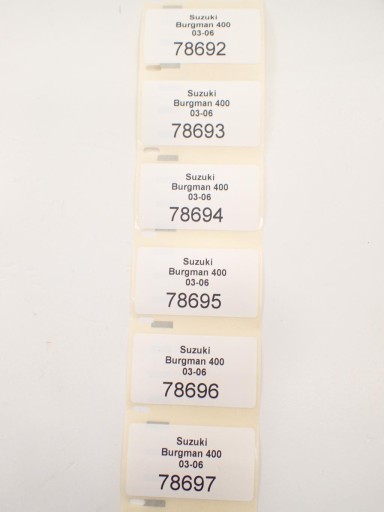 Suzuki
Burgman 400
03-06
78692
Suzuki
Burgman 400
03-06
78693
Suzuki
Burgman 400
03-06
78694
Suzuki
Burgman 400
03-06
78695
Suzuki
Burgman 400
03-06
78696
Suzuki
Burgman 400
03-06
78697